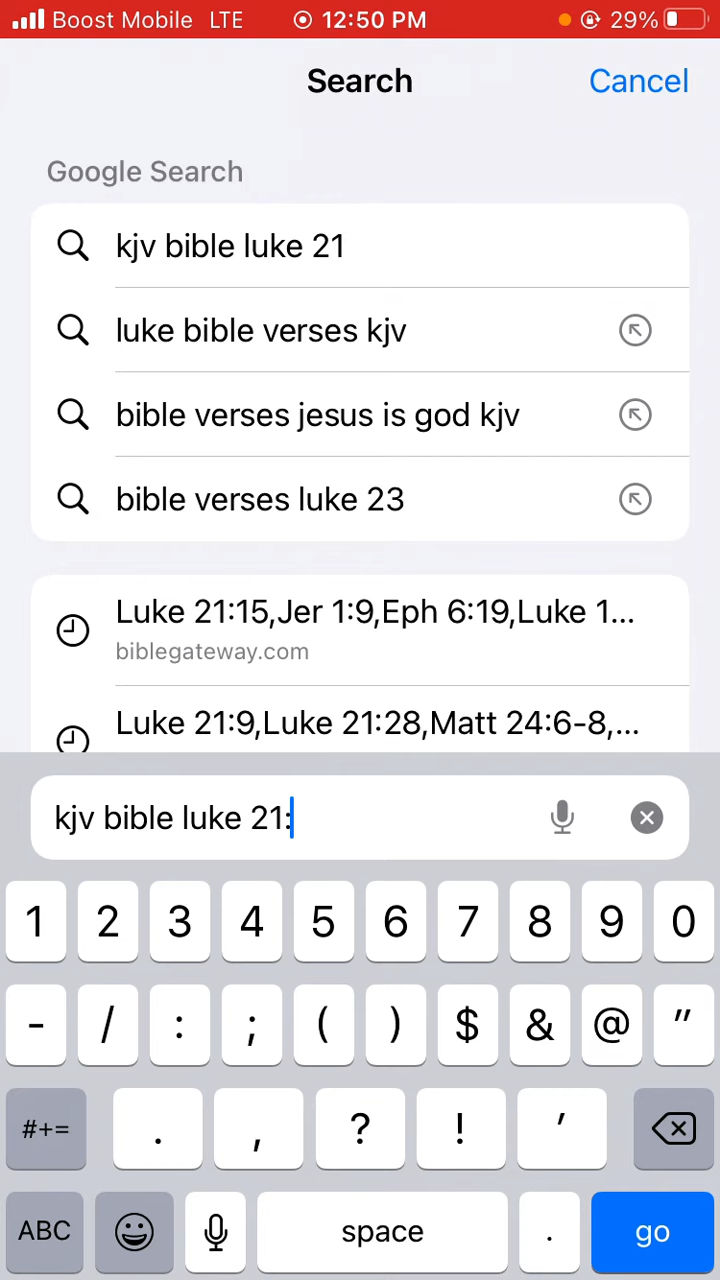 Boost Mobile LTE 12:50 PM 29%
Search Cancel
Google Search
kjv bible luke 21
luke bible verses kjv
bible verses jesus is god kjv
bible verses luke 23
Luke 21:15,Jer 1:9,Eph 6:19,Luke 1...
biblegateway.com
Luke 21:9,Luke 21:28,Matt 24:6-8,...
kjv bible luke 21:
1 2 3 4 5 6 7 8 9 0
- / : ; ( ) $ & @ "
#+= . , ? ! '
ABC space . go